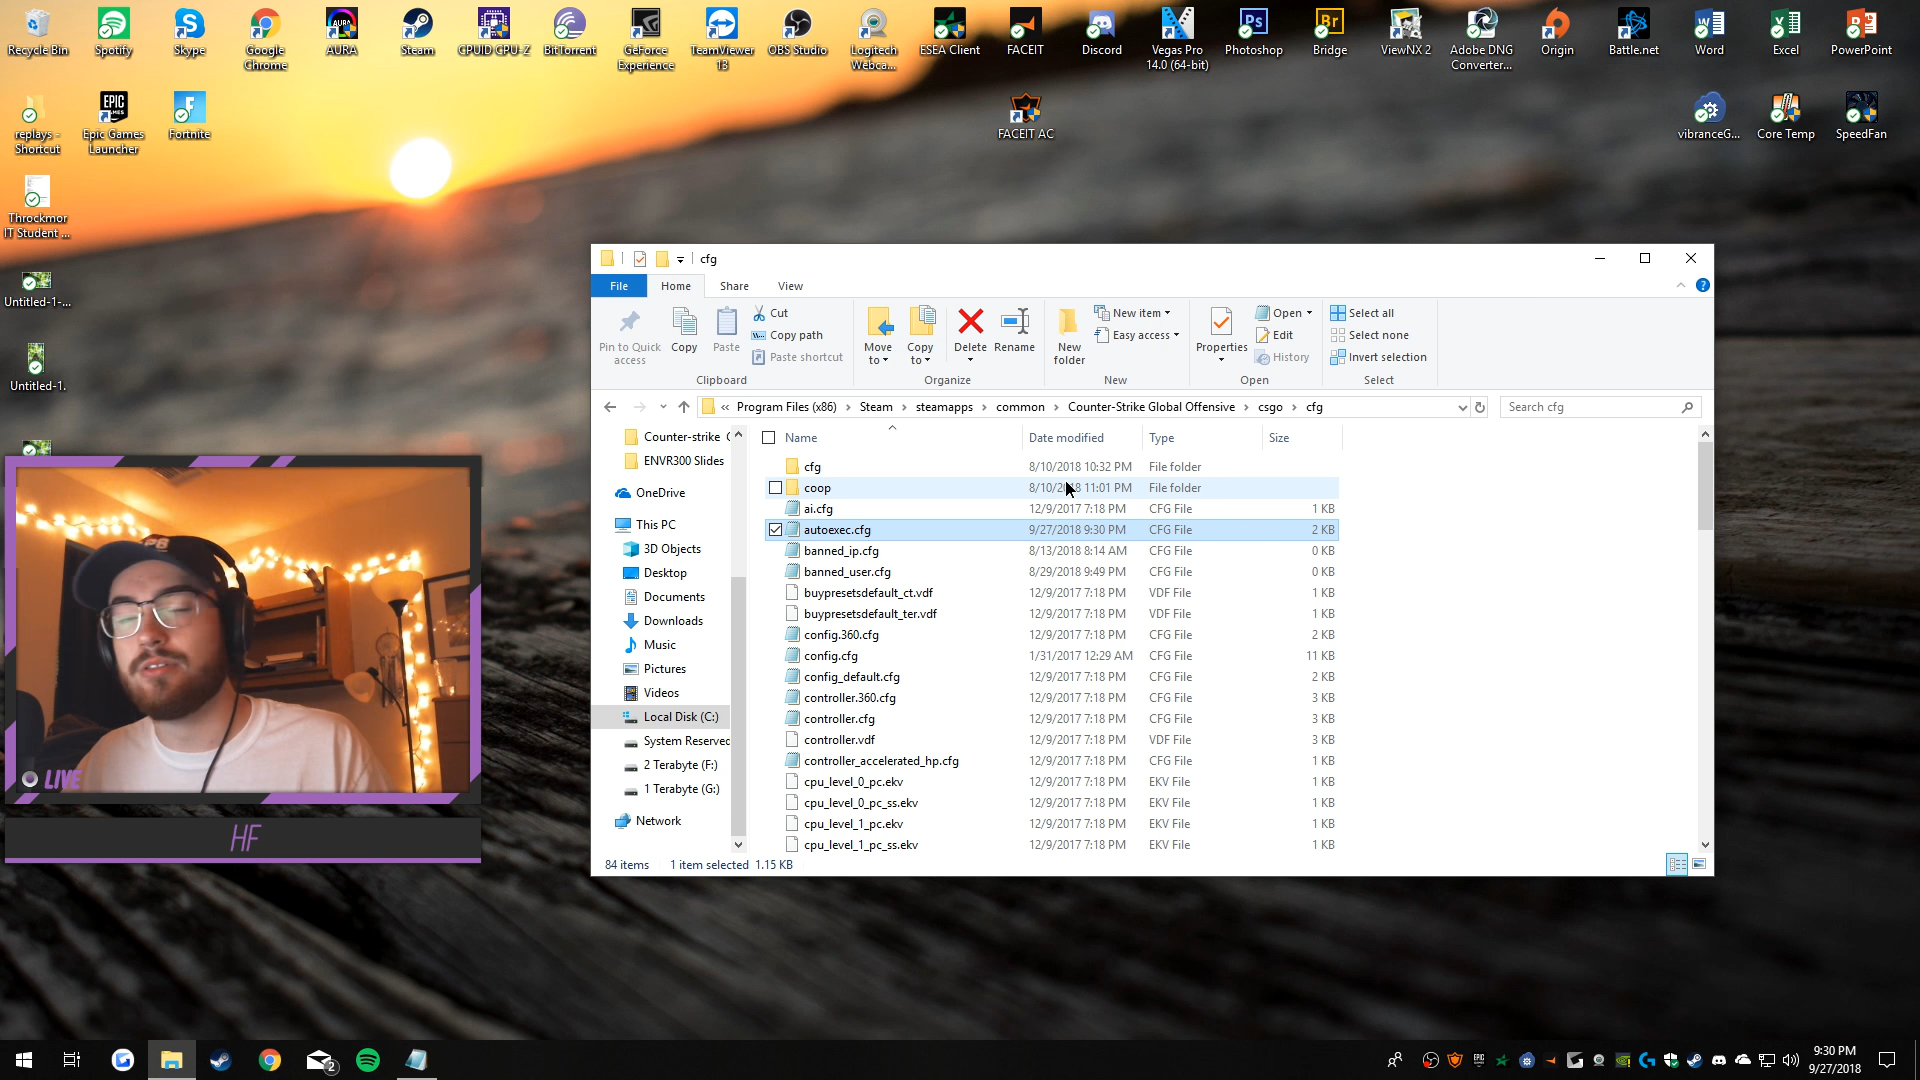 Recycle Bin
Spotify
Skype
Google
Chrome
AURA
Steam
CPUID CPU-Z
BitTorrent
GeForce
Experience
TeamViewer
13
OBS Studio
Logitech
Webca...
ESEA Client
FACEIT
Discord
Vegas Pro
14.0 (64-bit)
Photoshop
Bridge
ViewNX 2
Adobe DNG
Converter...
Origin
Battle.net
Word
Excel
PowerPoint
replays -
Shortcut
Epic Games
Launcher
Fortnite
FACEIT AC
vibranceG...
Core Temp
SpeedFan
Throckmor
IT Student ...
Untitled-1-...
Untitled-1.
cfg
File
Home
Share
View
Pin to Quick
access
Copy
Paste
Cut
Copy path
Paste shortcut
Clipboard
Move
to
Copy
to
Delete
Rename
Organize
New
folder
New item
Easy access
New
Properties
Open
Edit
History
Open
Select all
Select none
Invert selection
Select
« Program Files (x86) > Steam > steamapps > common > Counter-Strike Global Offensive > csgo > cfg
Search cfg
Counter-strike
ENVR300 Slides
OneDrive
This PC
3D Objects
Desktop
Documents
Downloads
Music
Pictures
Videos
Local Disk (C:)
System Reserved
2 Terabyte (F:)
1 Terabyte (G:)
Network
Name Date modified Type Size
cfg 8/10/2018 10:32 PM File folder
coop 8/10/2018 11:01 PM File folder
ai.cfg 12/9/2017 7:18 PM CFG File 1 KB
autoexec.cfg 9/27/2018 9:30 PM CFG File 2 KB
banned_ip.cfg 8/13/2018 8:14 AM CFG File 0 KB
banned_user.cfg 8/29/2018 9:49 PM CFG File 0 KB
buypresetsdefault_ct.vdf 12/9/2017 7:18 PM VDF File 1 KB
buypresetsdefault_ter.vdf 12/9/2017 7:18 PM VDF File 1 KB
config.360.cfg 12/9/2017 7:18 PM CFG File 2 KB
config.cfg 1/31/2017 12:29 AM CFG File 11 KB
config_default.cfg 12/9/2017 7:18 PM CFG File 2 KB
controller.360.cfg 12/9/2017 7:18 PM CFG File 3 KB
controller.cfg 12/9/2017 7:18 PM CFG File 3 KB
controller.vdf 12/9/2017 7:18 PM VDF File 3 KB
controller_accelerated_hp.cfg 12/9/2017 7:18 PM CFG File 1 KB
cpu_level_0_pc.ekv 12/9/2017 7:18 PM EKV File 1 KB
cpu_level_0_pc_ss.ekv 12/9/2017 7:18 PM EKV File 1 KB
cpu_level_1_pc.ekv 12/9/2017 7:18 PM EKV File 1 KB
cpu_level_1_pc_ss.ekv 12/9/2017 7:18 PM EKV File 1 KB
84 items 1 item selected 1.15 KB
LIVE
HF
2
9:30 PM
9/27/2018